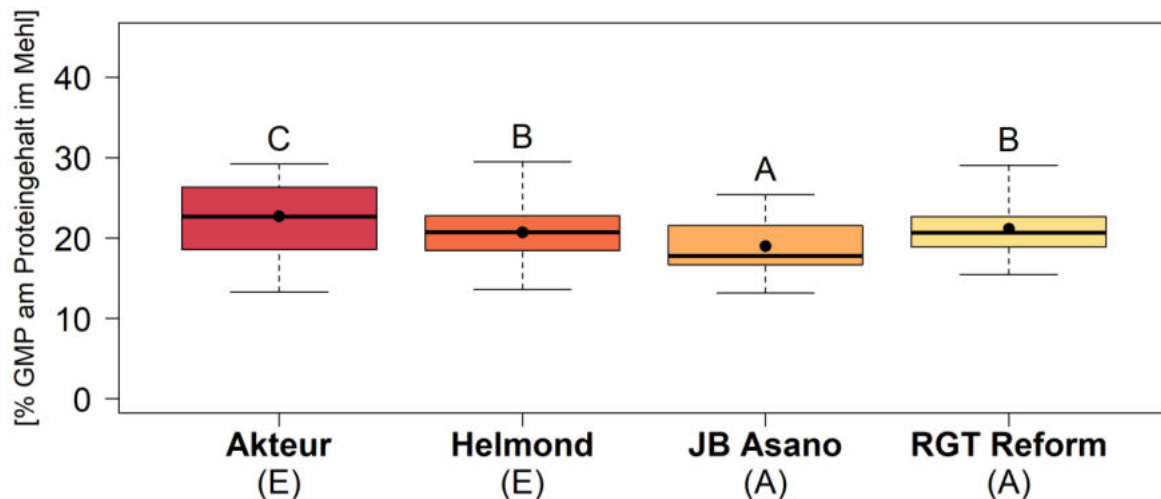 [% GMP am Proteingehalt im Mehl]
40
30
20
10
0
C
B
A
B
Akteur
Helmond
JB Asano
RGT Reform
(E)
(E)
(A)
(A)